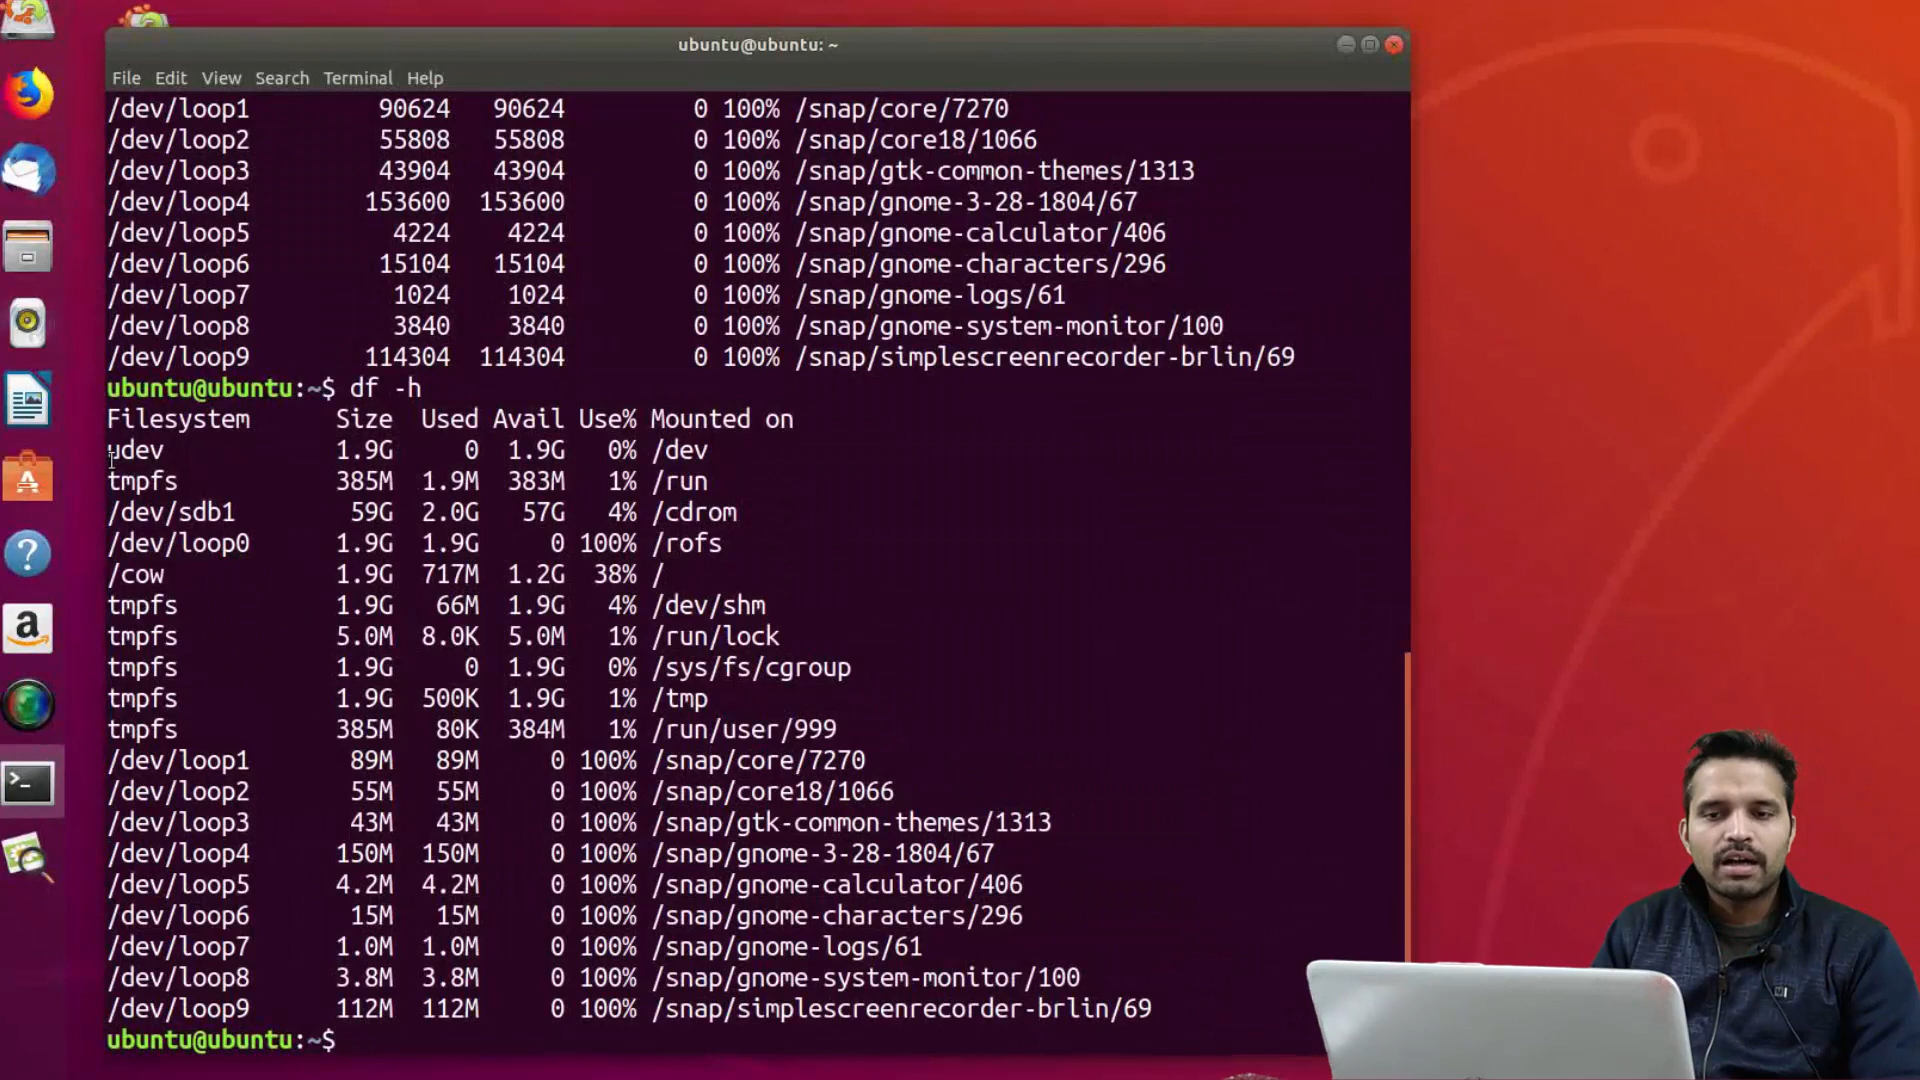 ubuntu@ubuntu: ~
File Edit View Search Terminal Help
/dev/loop1 90624 90624 0 100% /snap/core/7270
/dev/loop2 55808 55808 0 100% /snap/core18/1066
/dev/loop3 43904 43904 0 100% /snap/gtk-common-themes/1313
/dev/loop4 153600 153600 0 100% /snap/gnome-3-28-1804/67
/dev/loop5 4224 4224 0 100% /snap/gnome-calculator/406
/dev/loop6 15104 15104 0 100% /snap/gnome-characters/296
/dev/loop7 1024 1024 0 100% /snap/gnome-logs/61
/dev/loop8 3840 3840 0 100% /snap/gnome-system-monitor/100
/dev/loop9 114304 114304 0 100% /snap/simplescreenrecorder-brlin/69
ubuntu@ubuntu:~$ df -h
Filesystem Size Used Avail Use% Mounted on
udev 1.9G 0 1.9G 0% /dev
tmpfs 385M 1.9M 383M 1% /run
/dev/sdb1 59G 2.0G 57G 4% /cdrom
/dev/loop0 1.9G 1.9G 0 100% /rofs
/cow 1.9G 717M 1.2G 38% /
tmpfs 1.9G 66M 1.9G 4% /dev/shm
tmpfs 5.0M 8.0K 5.0M 1% /run/lock
tmpfs 1.9G 0 1.9G 0% /sys/fs/cgroup
tmpfs 1.9G 500K 1.9G 1% /tmp
tmpfs 385M 80K 384M 1% /run/user/999
/dev/loop1 89M 89M 0 100% /snap/core/7270
/dev/loop2 55M 55M 0 100% /snap/core18/1066
/dev/loop3 43M 43M 0 100% /snap/gtk-common-themes/1313
/dev/loop4 150M 150M 0 100% /snap/gnome-3-28-1804/67
/dev/loop5 4.2M 4.2M 0 100% /snap/gnome-calculator/406
/dev/loop6 15M 15M 0 100% /snap/gnome-characters/296
/dev/loop7 1.0M 1.0M 0 100% /snap/gnome-logs/61
/dev/loop8 3.8M 3.8M 0 100% /snap/gnome-system-monitor/100
/dev/loop9 112M 112M 0 100% /snap/simplescreenrecorder-brlin/69
ubuntu@ubuntu:~$